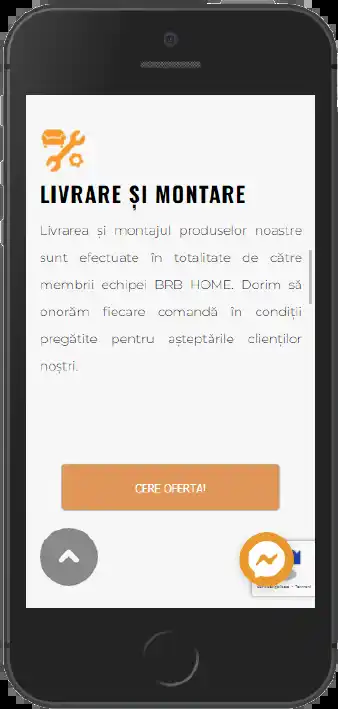 LIVRARE ȘI MONTARE
Livrarea și montajul produselor noastre
sunt efectuate în totalitate de către
membrii echipei BRB HOME. Dorim să
onorăm fiecare comandă în condiții
pregătite pentru așteptările clienților
noștri.
CERE OFERTA!